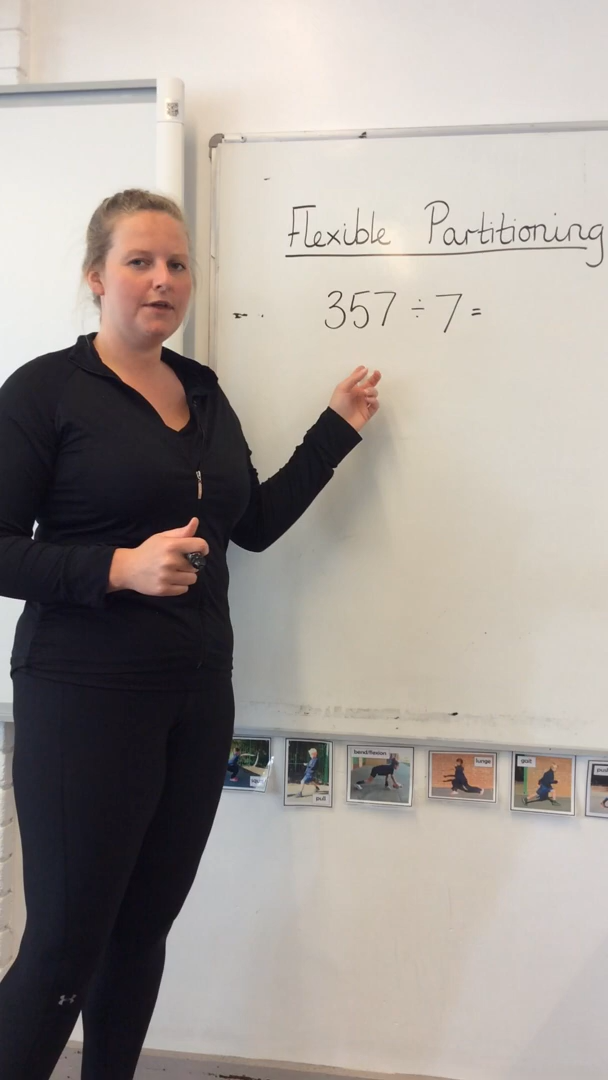 Flexible Partitioning
357 ÷ 7 =
pull
bend/flexion
lunge
gait